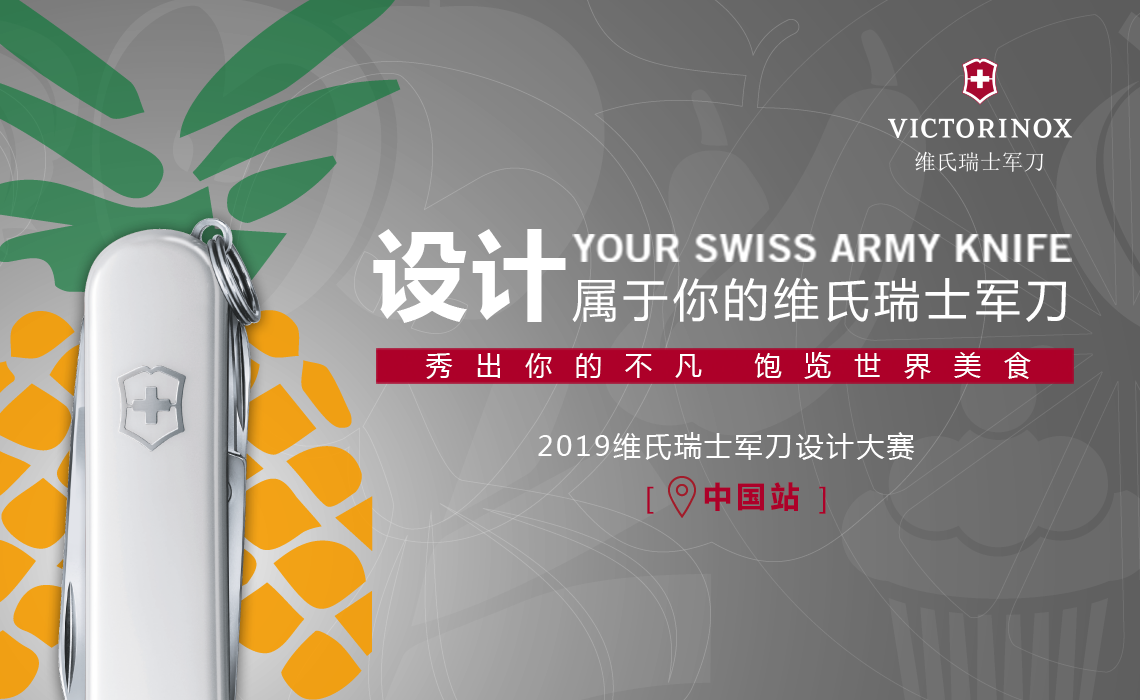 VICTORINOX
维氏瑞士军刀
设计 YOUR SWISS ARMY KNIFE
属于你的维氏瑞士军刀
秀出你的不凡 饱览世界美食
2019维氏瑞士军刀设计大赛
[ 中国站 ]